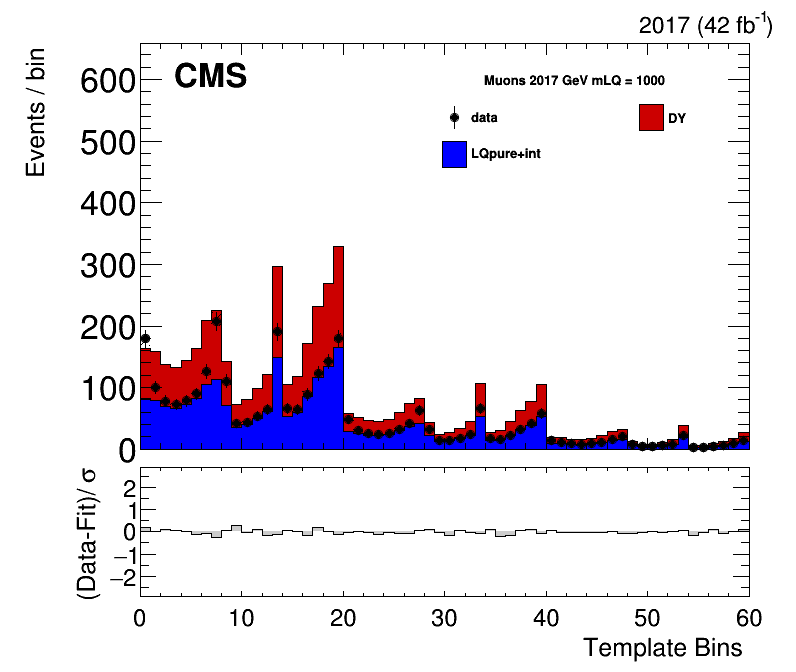 2017 (42 fb-1)
CMS
Muons 2017 GeV mLQ = 1000
data
DY
LQpure+int
Events / bin
600
500
400
300
200
100
0
(Data-Fit)/ σ
2
1
0
−1
−2
0 10 20 30 40 50 60
Template Bins